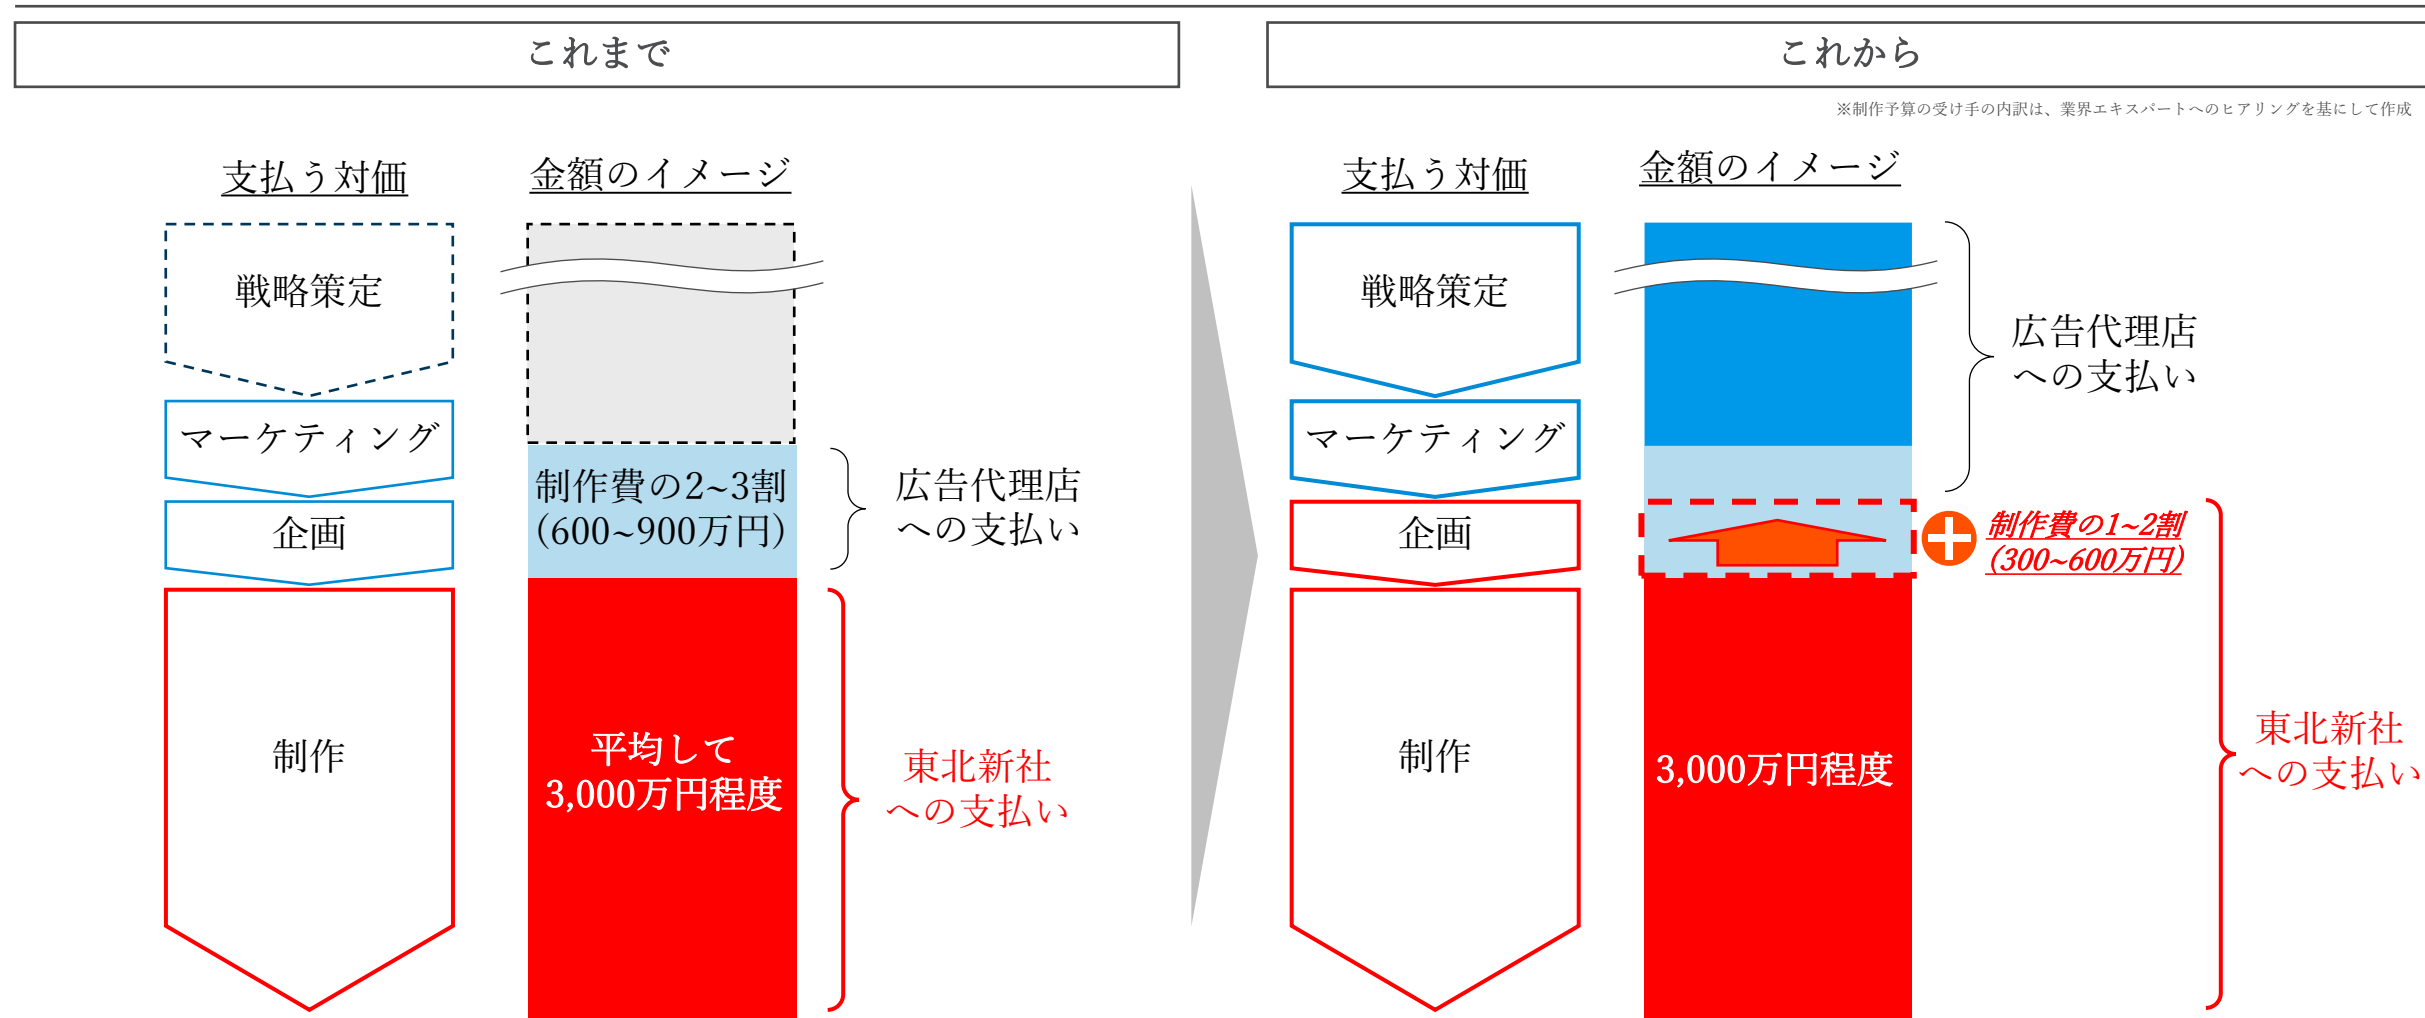 これまで
これから
※制作予算の受け手の内訳は、業界エキスパートへのヒアリングを基にして作成
支払う対価
金額のイメージ
戦略策定
マーケティング
企画
制作
制作費の2~3割
(600~900万円)
広告代理店
への支払い
平均して
3,000万円程度
東北新社
への支払い
支払う対価
金額のイメージ
戦略策定
マーケティング
企画
制作
広告代理店
への支払い
制作費の1~2割
(300~600万円)
3,000万円程度
東北新社
への支払い